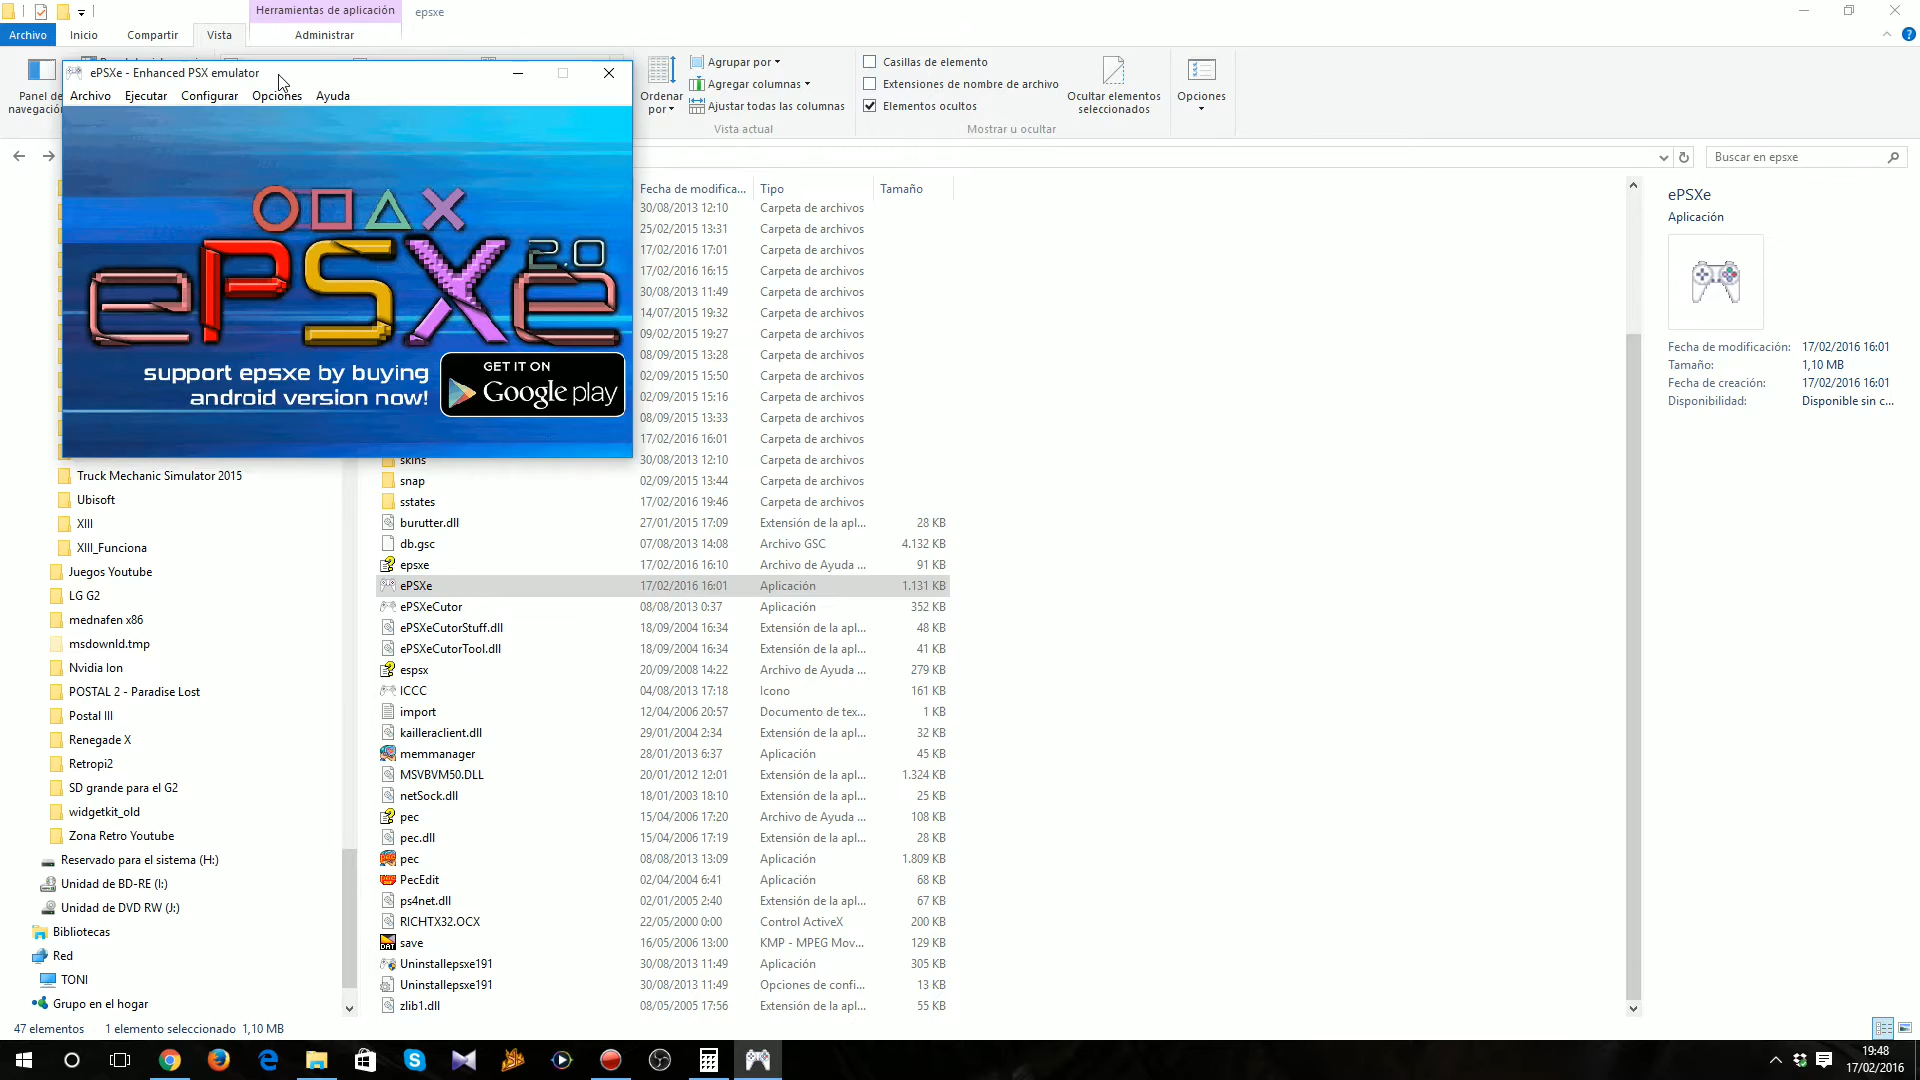 Herramientas de aplicación
epsxe
Archivo
Inicio
Compartir
Vista
Administrar
Panel de
navegación
Ordenar
por
Agrupar por
Agregar columnas
Ajustar todas las columnas
Vista actual
Casillas de elemento
Extensiones de nombre de archivo
Elementos ocultos
Ocultar elementos
seleccionados
Mostrar u ocultar
Opciones
ePSXe - Enhanced PSX emulator
Archivo Ejecutar Configurar Opciones Ayuda
ePSXe 2.0
support epsxe by buying
android version now!
GET IT ON
Google play
Buscar en epsxe
Fecha de modifica... Tipo Tamaño
30/08/2013 12:10 Carpeta de archivos
25/02/2015 13:31 Carpeta de archivos
17/02/2016 17:01 Carpeta de archivos
17/02/2016 16:15 Carpeta de archivos
30/08/2013 11:49 Carpeta de archivos
14/07/2015 19:32 Carpeta de archivos
09/02/2015 19:27 Carpeta de archivos
08/09/2015 13:28 Carpeta de archivos
02/09/2015 15:50 Carpeta de archivos
02/09/2015 15:16 Carpeta de archivos
08/09/2015 13:33 Carpeta de archivos
17/02/2016 16:01 Carpeta de archivos
skins 30/08/2013 12:10 Carpeta de archivos
snap 02/09/2015 13:44 Carpeta de archivos
sstates 17/02/2016 19:46 Carpeta de archivos
burutter.dll 27/01/2015 17:09 Extensión de la apl... 28 KB
db.gsc 07/08/2013 14:08 Archivo GSC 4.132 KB
epsxe 17/02/2016 16:10 Archivo de Ayuda ... 91 KB
ePSXe 17/02/2016 16:01 Aplicación 1.131 KB
ePSXeCutor 08/08/2013 0:37 Aplicación 352 KB
ePSXeCutorStuff.dll 18/09/2004 16:34 Extensión de la apl... 48 KB
ePSXeCutorTool.dll 18/09/2004 16:34 Extensión de la apl... 41 KB
espsx 20/09/2008 14:22 Archivo de Ayuda ... 279 KB
ICCC 04/08/2013 17:18 Icono 161 KB
import 12/04/2006 20:57 Documento de tex... 1 KB
kailleraclient.dll 29/01/2004 2:34 Extensión de la apl... 32 KB
memmanager 28/01/2013 6:37 Aplicación 45 KB
MSVBVM50.DLL 20/01/2012 12:01 Extensión de la apl... 1.324 KB
netSock.dll 18/01/2003 18:10 Extensión de la apl... 25 KB
pec 15/04/2006 17:20 Archivo de Ayuda ... 108 KB
pec.dll 15/04/2006 17:19 Extensión de la apl... 28 KB
pec 08/08/2013 13:09 Aplicación 1.809 KB
PecEdit 02/04/2004 6:41 Aplicación 68 KB
ps4net.dll 02/01/2005 2:40 Extensión de la apl... 67 KB
RICHTX32.OCX 22/05/2000 0:00 Control ActiveX 200 KB
save 16/05/2006 13:00 KMP - MPEG Mov... 129 KB
Uninstallepsxe191 30/08/2013 11:49 Aplicación 305 KB
Uninstallepsxe191 30/08/2013 11:49 Opciones de confi... 13 KB
zlib1.dll 08/05/2005 17:56 Extensión de la apl... 55 KB
Truck Mechanic Simulator 2015
Ubisoft
XIII
XIII_Funciona
Juegos Youtube
LG G2
mednafen x86
msdownld.tmp
Nvidia Ion
POSTAL 2 - Paradise Lost
Postal III
Renegade X
Retropi2
SD grande para el G2
widgetkit_old
Zona Retro Youtube
Reservado para el sistema (H:)
Unidad de BD-RE (I:)
Unidad de DVD RW (J:)
Bibliotecas
Red
TONI
Grupo en el hogar
ePSXe
Aplicación
Fecha de modificación: 17/02/2016 16:01
Tamaño: 1,10 MB
Fecha de creación: 17/02/2016 16:01
Disponibilidad: Disponible sin c...
47 elementos 1 elemento seleccionado 1,10 MB
19:48
17/02/2016